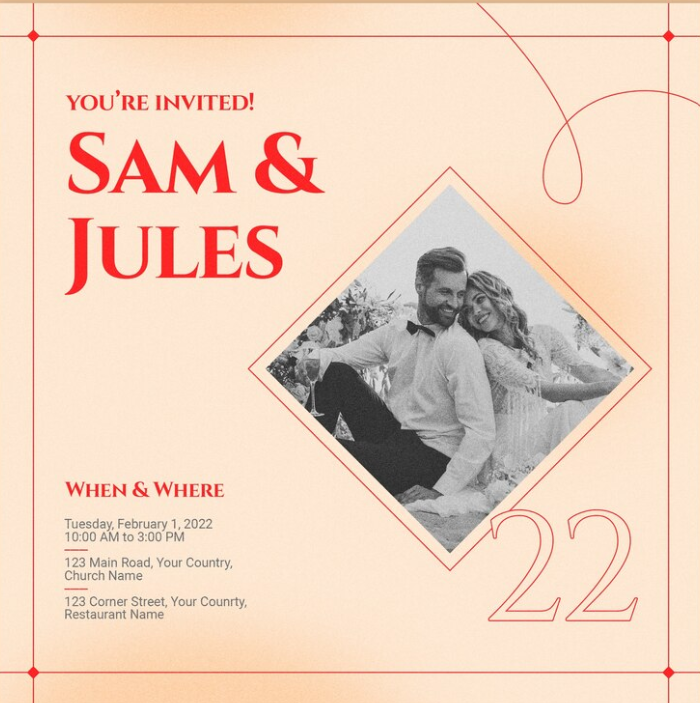 YOU'RE INVITED!
SAM &
JULES
WHEN & WHERE
Tuesday, February 1, 2022
10:00 AM to 3:00 PM
123 Main Road, Your Country,
Church Name
123 Corner Street, Your Counrty,
Restaurant Name
22